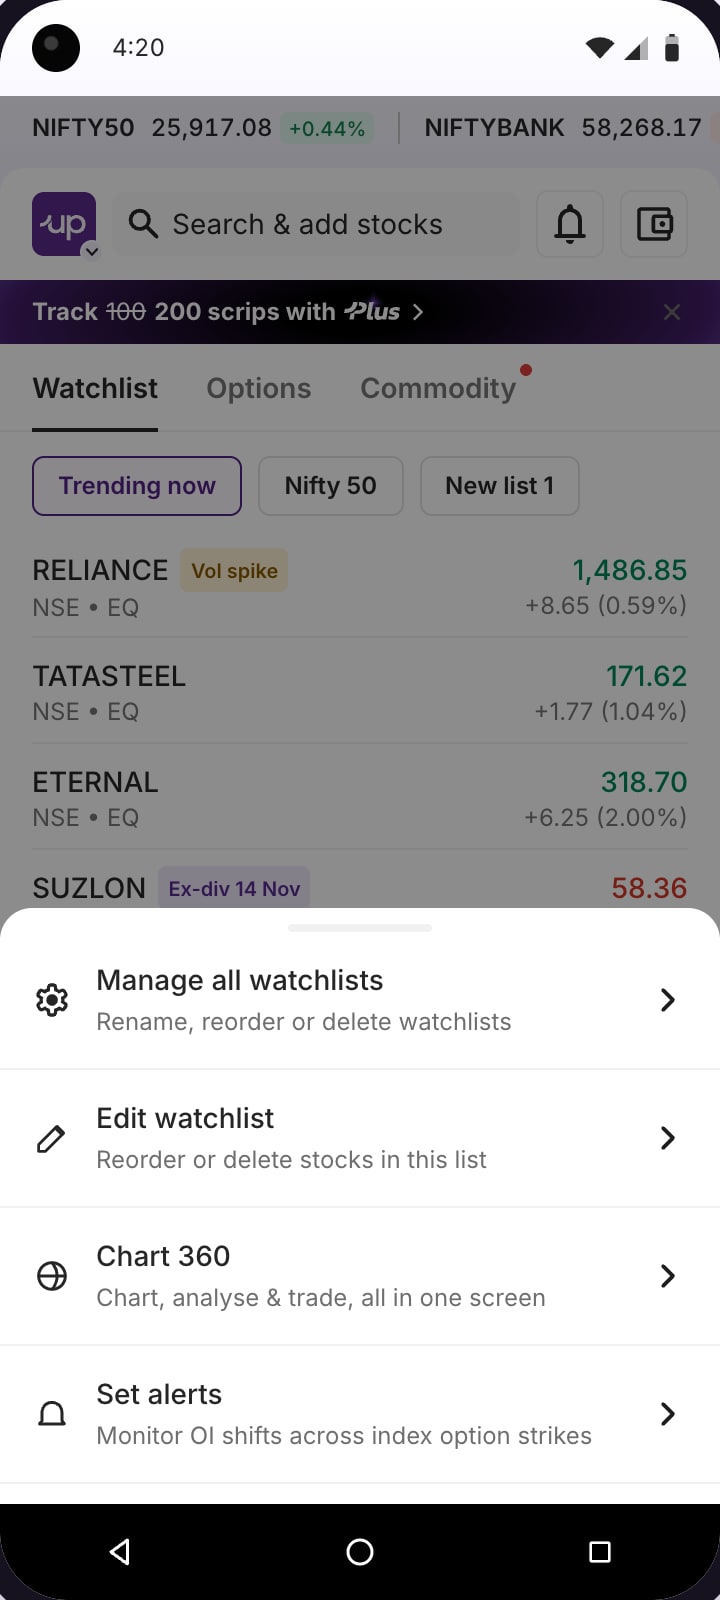 4:20
NIFTY50 25,917.08 +0.44% NIFTYBANK 58,268.17
up Search & add stocks
Track 100 200 scrips with Plus
Watchlist Options Commodity
Trending now Nifty 50 New list 1
RELIANCE Vol spike 1,486.85
NSE • EQ +8.65 (0.59%)
TATASTEEL 171.62
NSE • EQ +1.77 (1.04%)
ETERNAL 318.70
NSE • EQ +6.25 (2.00%)
SUZLON Ex-div 14 Nov 58.36
Manage all watchlists
Rename, reorder or delete watchlists
Edit watchlist
Reorder or delete stocks in this list
Chart 360
Chart, analyse & trade, all in one screen
Set alerts
Monitor OI shifts across index option strikes